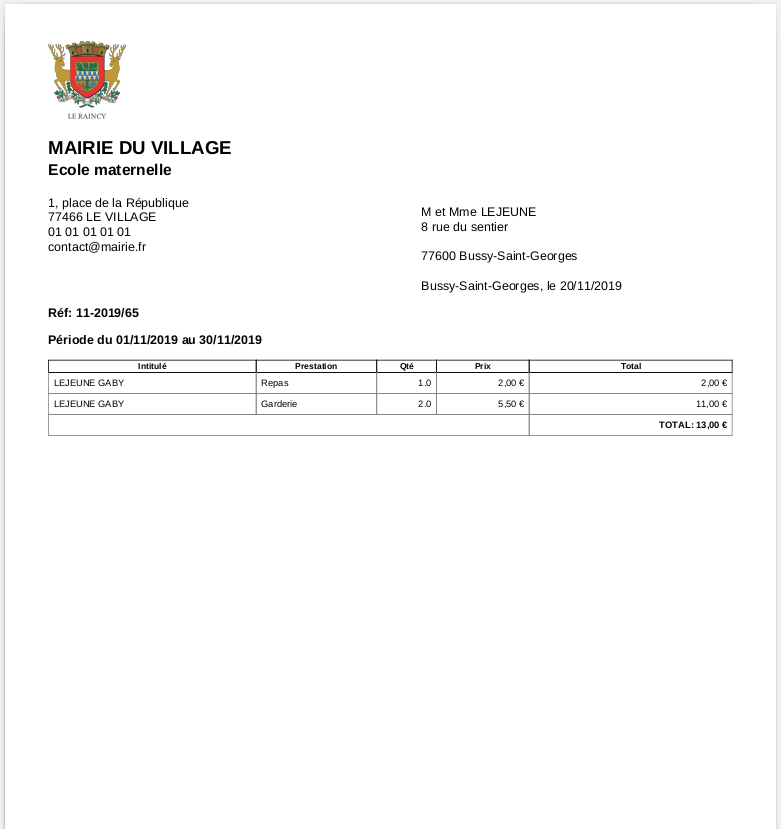 LE RAINCY
MAIRIE DU VILLAGE
Ecole maternelle
1, place de la République
77466 LE VILLAGE
01 01 01 01 01
contact@mairie.fr
M et Mme LEJEUNE
8 rue du sentier
77600 Bussy-Saint-Georges
Bussy-Saint-Georges, le 20/11/2019
Réf: 11-2019/65
Période du 01/11/2019 au 30/11/2019
Intitulé Prestation Qté Prix Total
LEJEUNE GABY Repas 1.0 2,00 € 2,00 €
LEJEUNE GABY Garderie 2.0 5,50 € 11,00 €
TOTAL: 13,00 €